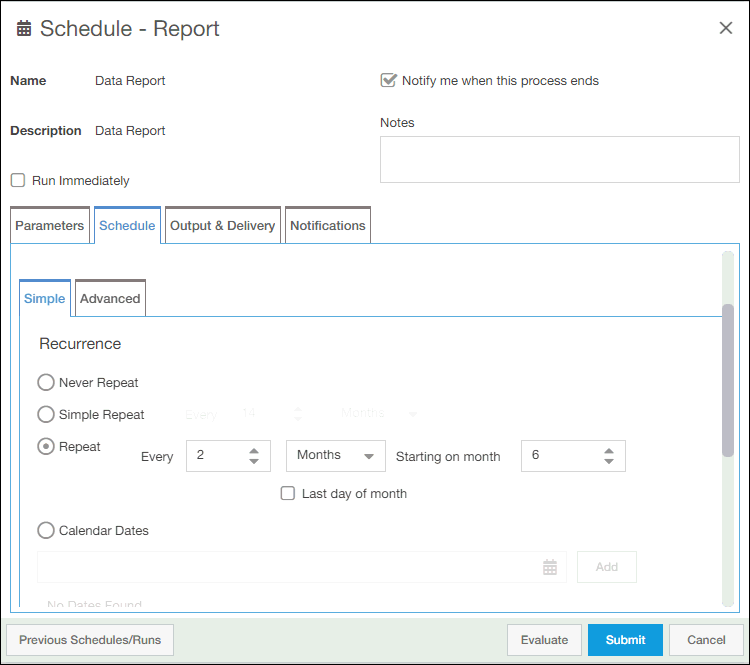 Schedule - Report
Name Data Report
Notify me when this process ends
Description Data Report
Notes
Run Immediately
Parameters Schedule Output & Delivery Notifications
Simple Advanced
Recurrence
Never Repeat
Simple Repeat Every 14 Months
Repeat Every 2 Months Starting on month 6
Last day of month
Calendar Dates
Add
No Dates Found
Previous Schedules/Runs Evaluate Submit Cancel